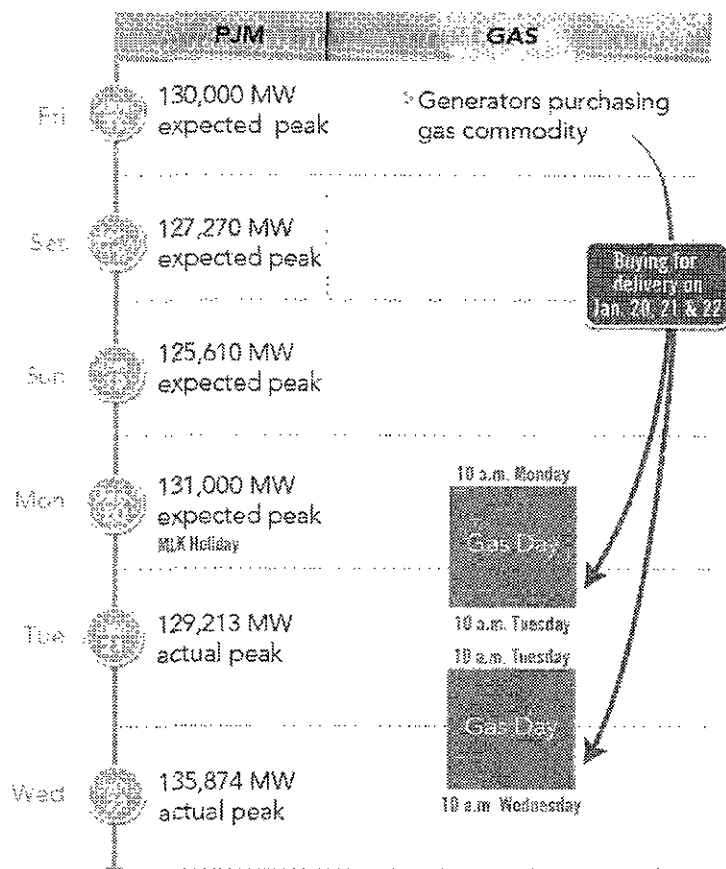 PJM
GAS
Fri
130,000 MW
expected peak
Generators purchasing
gas commodity
Sat
127,270 MW
expected peak
Buying for
delivery on
Jan. 20, 21 & 22
Sun
125,610 MW
expected peak
Mon
131,000 MW
expected peak
MLK Holiday
10 a.m. Monday
Gas Day
10 a.m. Tuesday
Tue
129,213 MW
actual peak
10 a.m. Tuesday
Gas Day
10 a.m Wednesday
Wed
135,874 MW
actual peak